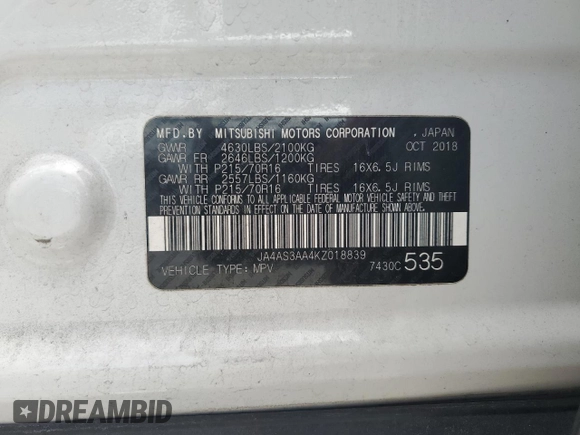 MFD.BY MITSUBISHI MOTORS CORPORATION , JAPAN
GVWR 4630LBS/2100KG OCT 2018
GAWR FR 2646LBS/1200KG
WITH P215/70R16 TIRES 16X6.5J RIMS
GAWR RR 2557LBS/1160KG
WITH P215/70R16 TIRES 16X6.5J RIMS
THIS VEHICLE CONFORMS TO ALL APPLICABLE FEDERAL MOTOR VEHICLE SAFETY AND THEFT
PREVENTION STANDARDS IN EFFECT ON THE DATE OF MANUFACTURE SHOWN ABOVE.
JA4AS3AA4KZ018839
VEHICLE TYPE: MPV 7430C 535
DREAMBID